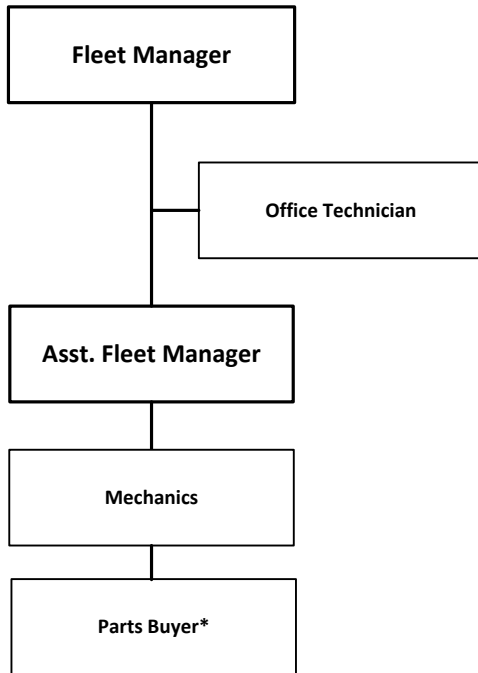 Fleet Manager
Office Technician
Asst. Fleet Manager
Mechanics
Parts Buyer*